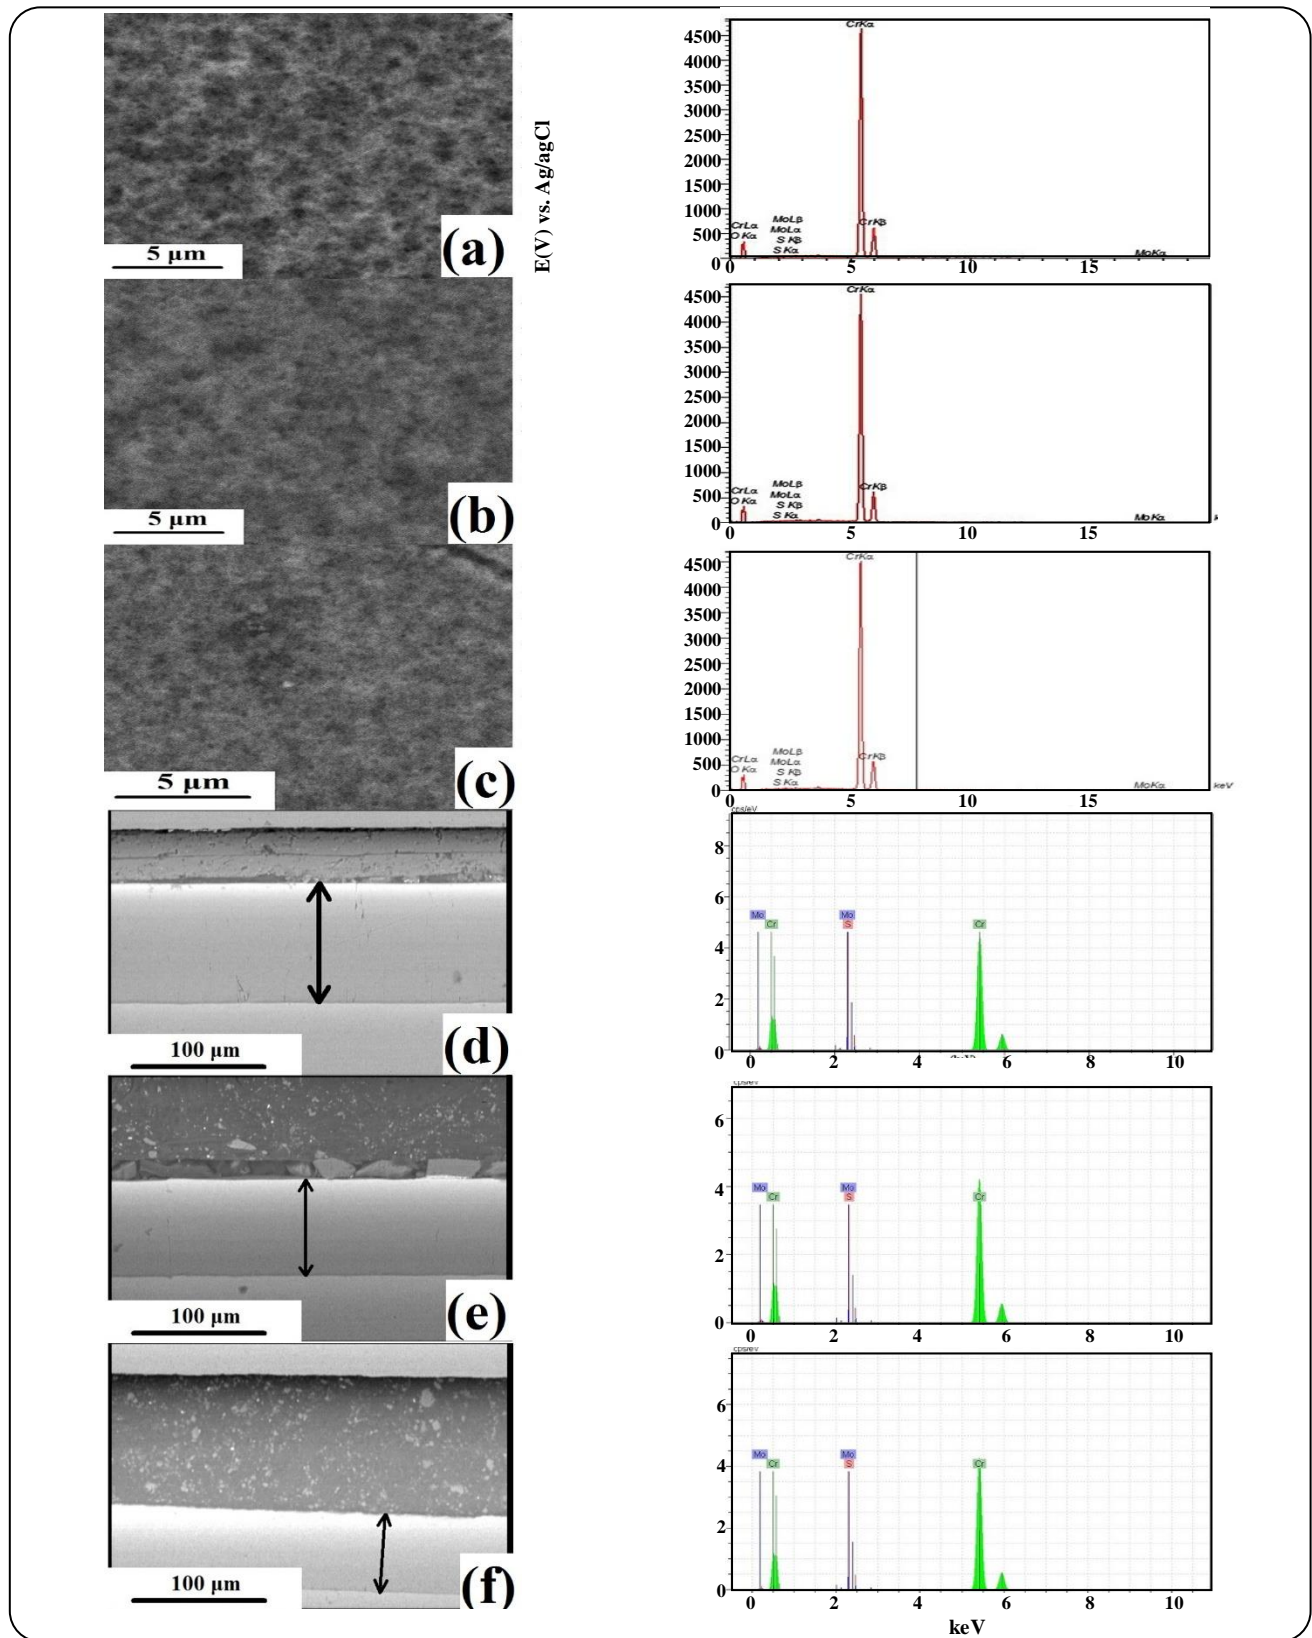 5 µm
(a)
E(V) vs. Ag/agCl
CrKα
4500
4000
3500
3000
2500
2000
1500
1000
500
0
CrLα
O Kα
MoLβ
MoLα
S Kβ
S Kα
CrKβ
MoKα
0 5 10 15
5 µm
(b)
CrKα
4500
4000
3500
3000
2500
2000
1500
1000
500
0
CrLα
O Kα
MoLβ
MoLα
S Kβ
S Kα
CrKβ
MoKα
0 5 10 15
5 µm
(c)
CrKα
4500
4000
3500
3000
2500
2000
1500
1000
500
0
CrLα
O Kα
MoLβ
MoLα
S Kβ
S Kα
CrKβ
MoKα
keV
0 5 10 15
100 µm
(d)
cps/eV
8
6
4
2
0
Mo
Cr
Mo
S
Cr
2 4 6 8 10
0
100 µm
(e)
cps/eV
6
4
2
0
Mo
Cr
Mo
S
Cr
0 2 4 6 8 10
100 µm
(f)
cps/eV
6
4
2
0
Mo
Cr
Mo
S
Cr
0 2 4 6 8 10
keV